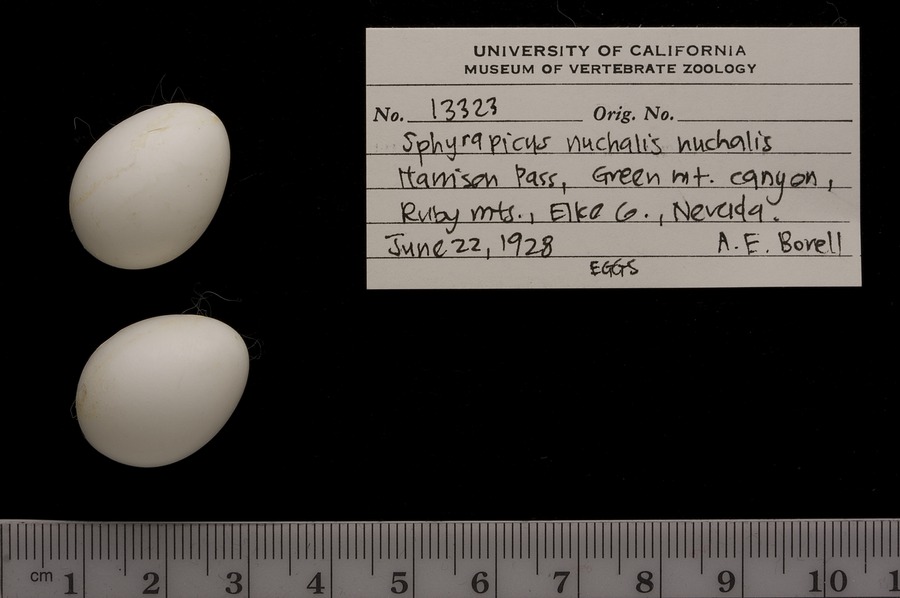 UNIVERSITY OF CALIFORNIA
MUSEUM OF VERTEBRATE ZOOLOGY
No. 13323 Orig. No.
Sphyrapicus nuchalis nuchalis
Harrison Pass, Green mt. canyon,
Ruby mts., Elko Co., Nevada.
June 22, 1928 A. E. Borell
EGGS
cm 1 2 3 4 5 6 7 8 9 10 1